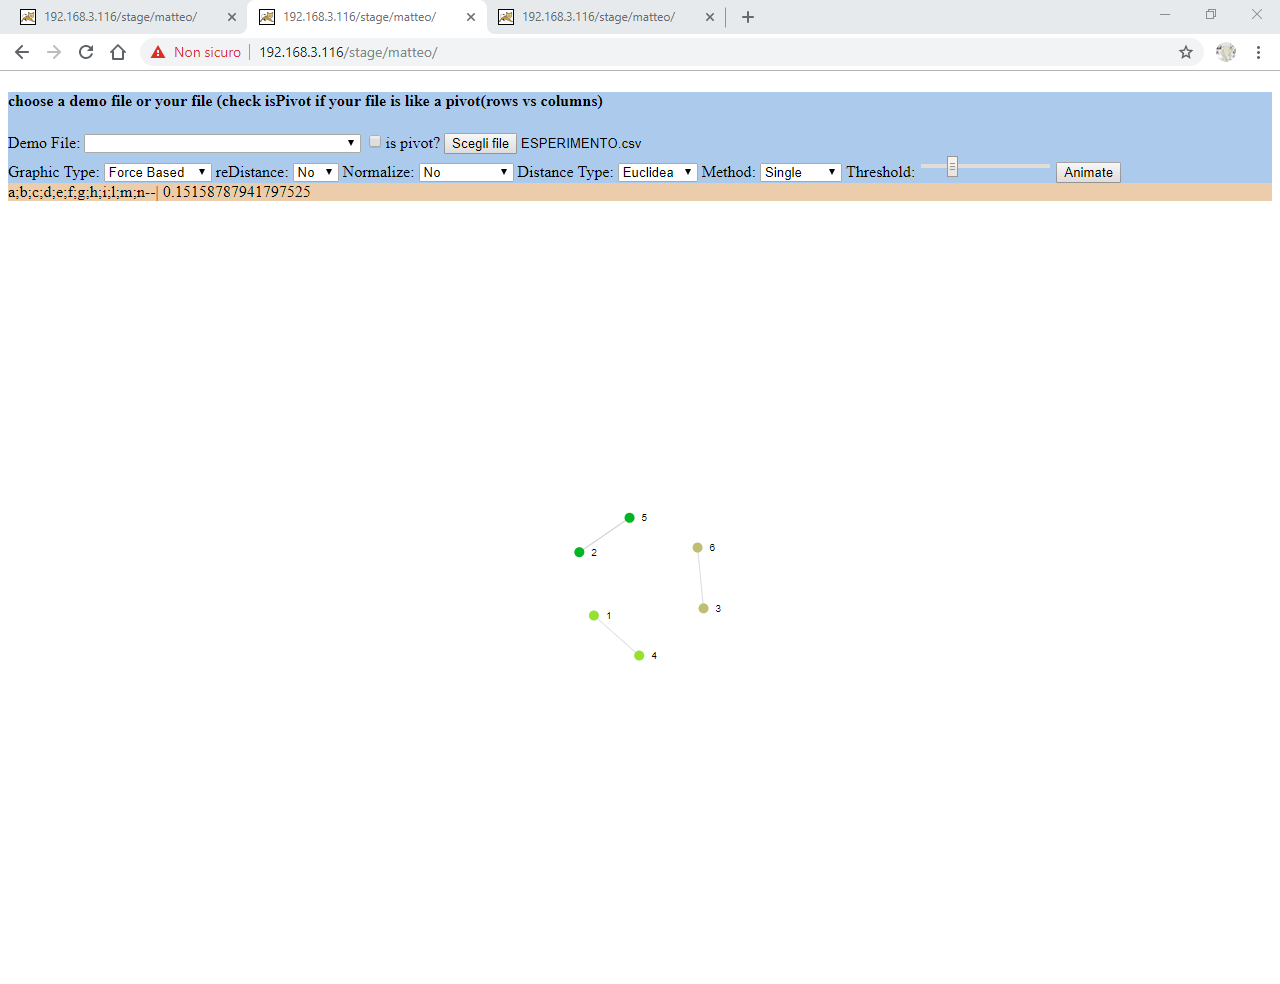 192.168.3.116/stage/matteo/ 192.168.3.116/stage/matteo/ 192.168.3.116/stage/matteo/
Non sicuro 192.168.3.116/stage/matteo/
choose a demo file or your file (check isPivot if your file is like a pivot(rows vs columns)
Demo File: is pivot? Scegli file ESPERIMENTO.csv
Graphic Type: Force Based reDistance: No Normalize: No Distance Type: Euclidea Method: Single Threshold: Animate
a;b;c;d;e;f;g;h;i;l;m;n--| 0.15158787941797525
5
6
2
3
1
4